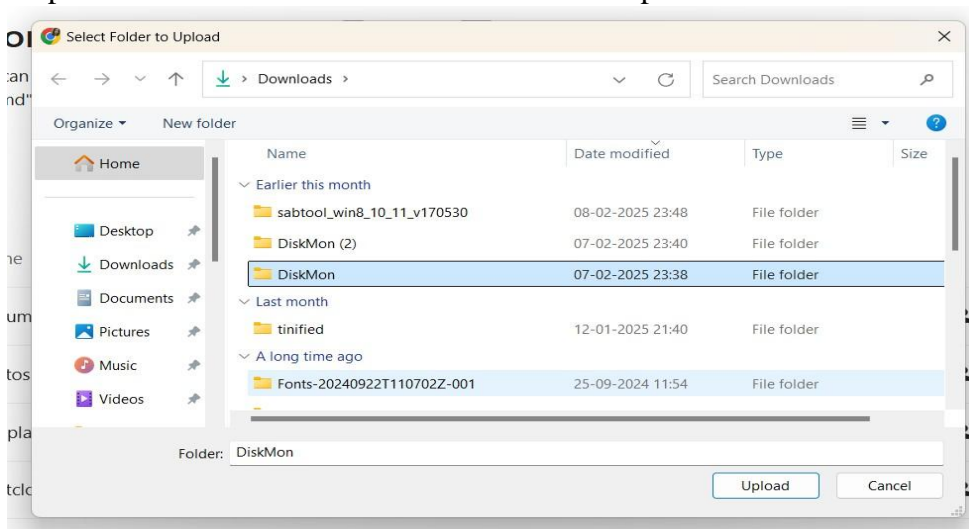 Select Folder to Upload
Downloads
Search Downloads
Organize New folder
Name Date modified Type Size
Home
Earlier this month
sabtool_win8_10_11_v170530 08-02-2025 23:48 File folder
Desktop
DiskMon (2) 07-02-2025 23:40 File folder
Downloads
DiskMon 07-02-2025 23:38 File folder
Documents
Last month
Pictures
tinified 12-01-2025 21:40 File folder
Music
A long time ago
Fonts-20240922T110702Z-001 25-09-2024 11:54 File folder
Videos
Folder: DiskMon
Upload Cancel